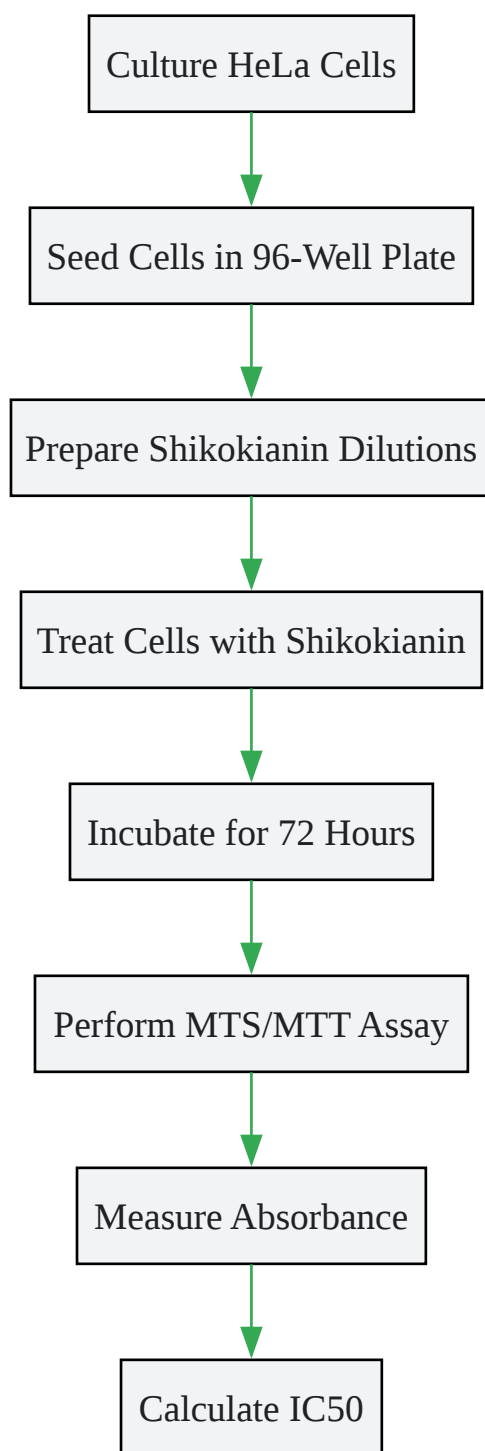 Culture HeLa Cells
Seed Cells in 96-Well Plate
Prepare Shikokianin Dilutions
Treat Cells with Shikokianin
Incubate for 72 Hours
Perform MTS/MTT Assay
Measure Absorbance
Calculate IC50